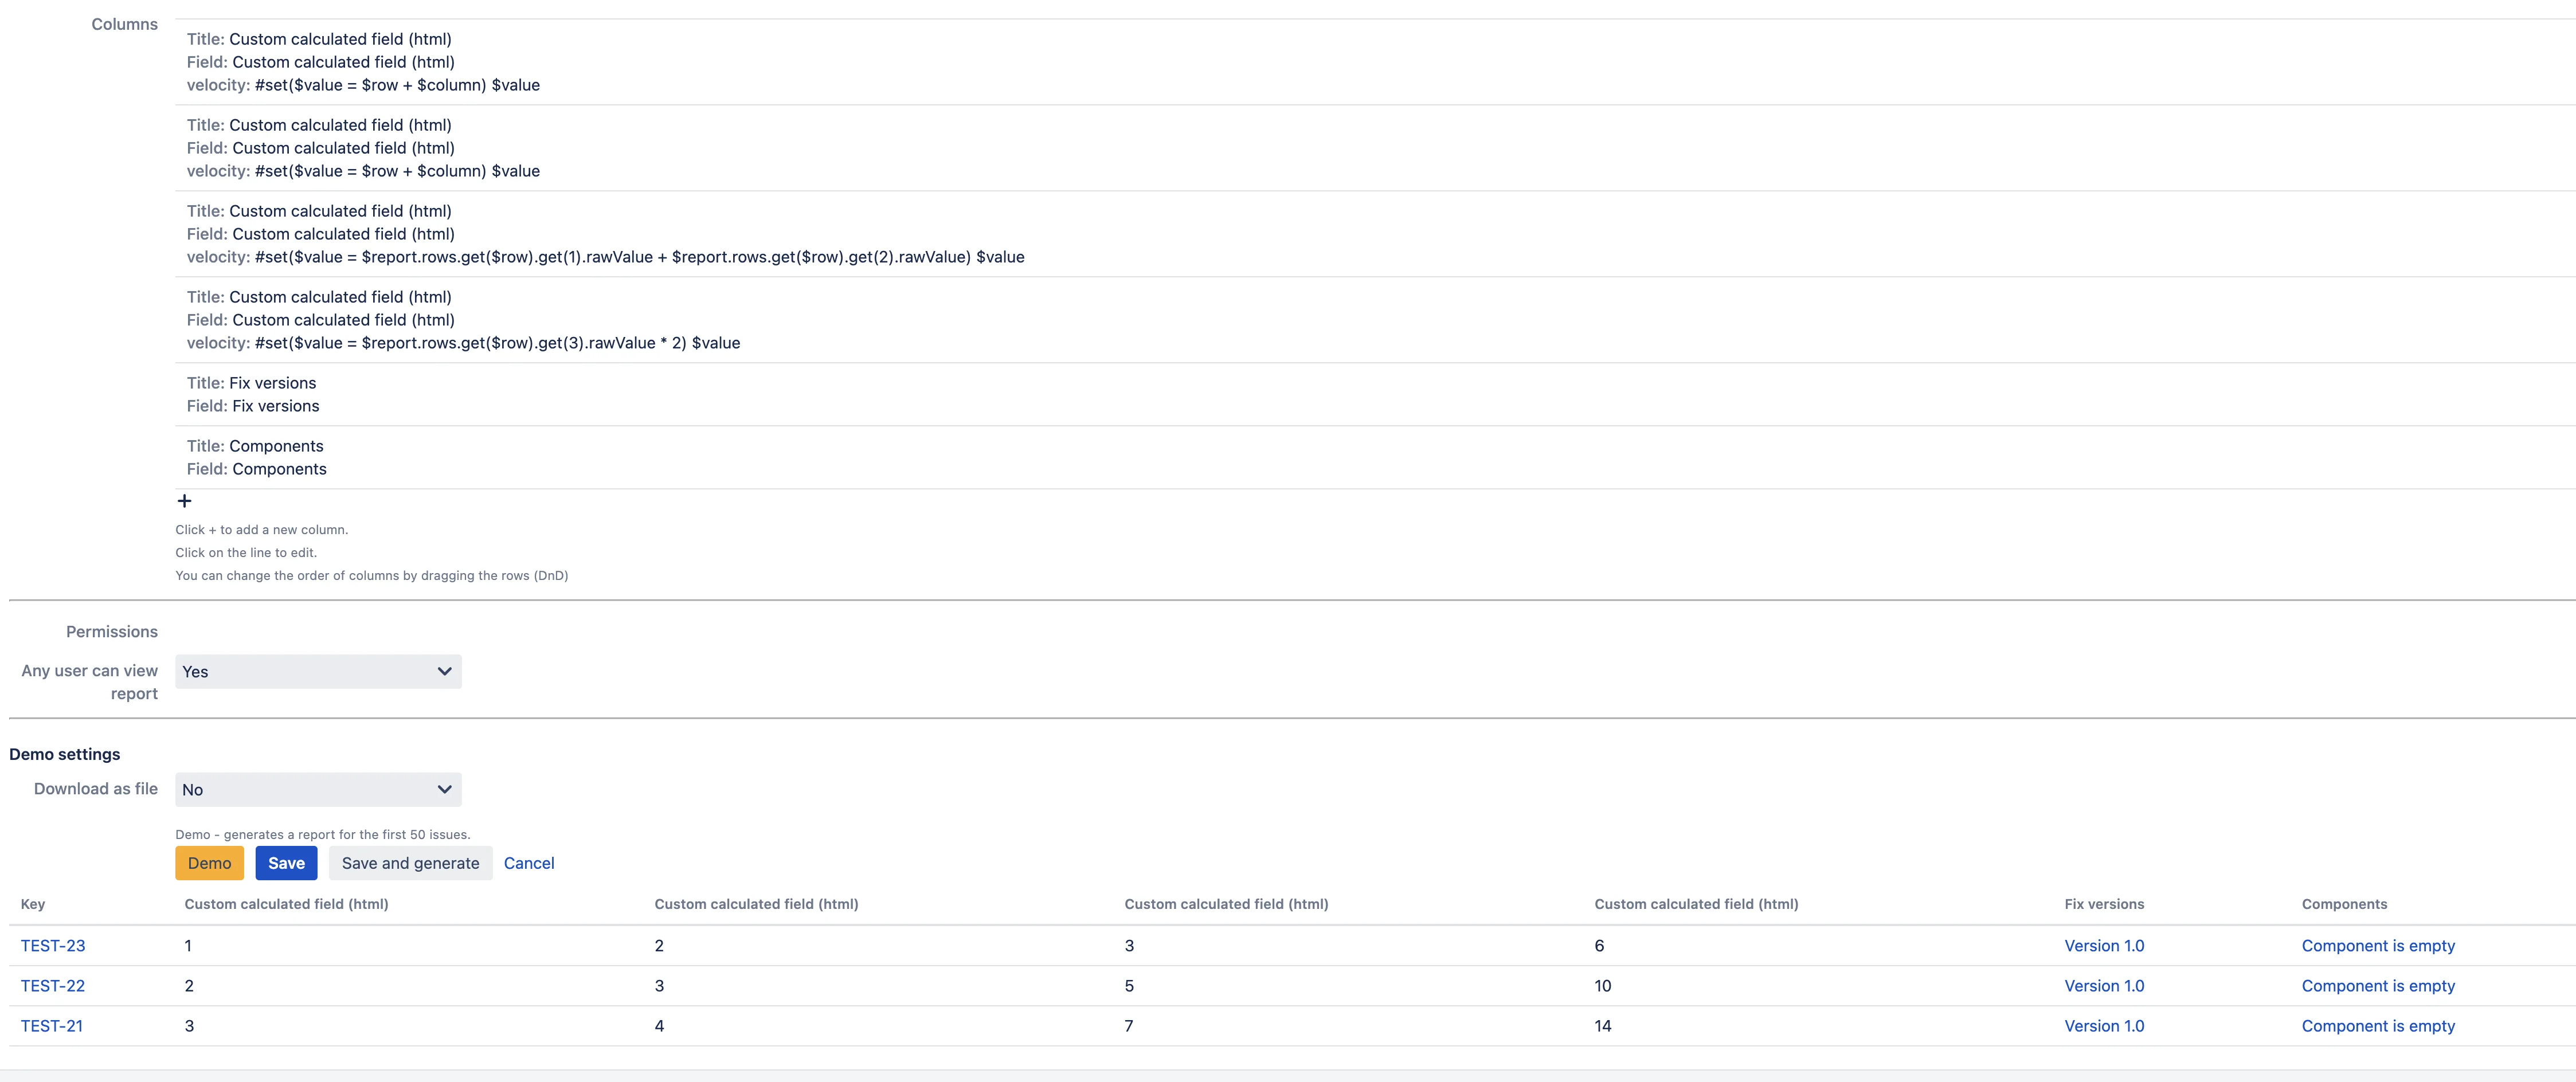 Columns
Title: Custom calculated field (html)
Field: Custom calculated field (html)
velocity: #set($value = $row + $column) $value
Title: Custom calculated field (html)
Field: Custom calculated field (html)
velocity: #set($value = $row + $column) $value
Title: Custom calculated field (html)
Field: Custom calculated field (html)
velocity: #set($value = $report.rows.get($row).get(1).rawValue + $report.rows.get($row).get(2).rawValue) $value
Title: Custom calculated field (html)
Field: Custom calculated field (html)
velocity: #set($value = $report.rows.get($row).get(3).rawValue * 2) $value
Title: Fix versions
Field: Fix versions
Title: Components
Field: Components
+
Click + to add a new column.
Click on the line to edit.
You can change the order of columns by dragging the rows (DnD)
Permissions
Any user can view report Yes
Demo settings
Download as file No
Demo - generates a report for the first 50 issues.
Demo Save Save and generate Cancel
Key Custom calculated field (html) Custom calculated field (html) Custom calculated field (html) Custom calculated field (html) Fix versions Components
TEST-23 1 2 3 6 Version 1.0 Component is empty
TEST-22 2 3 5 10 Version 1.0 Component is empty
TEST-21 3 4 7 14 Version 1.0 Component is empty